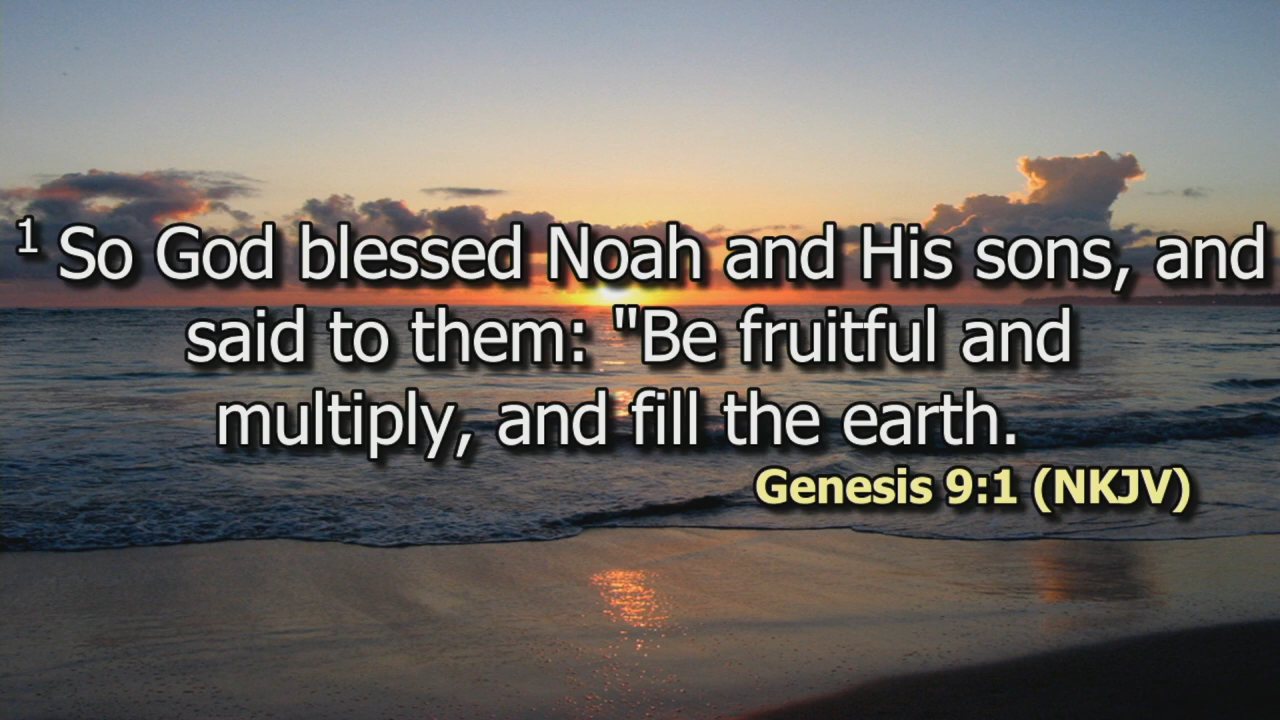 1 So God blessed Noah and His sons, and
said to them: "Be fruitful and
multiply, and fill the earth.
Genesis 9:1 (NKJV)